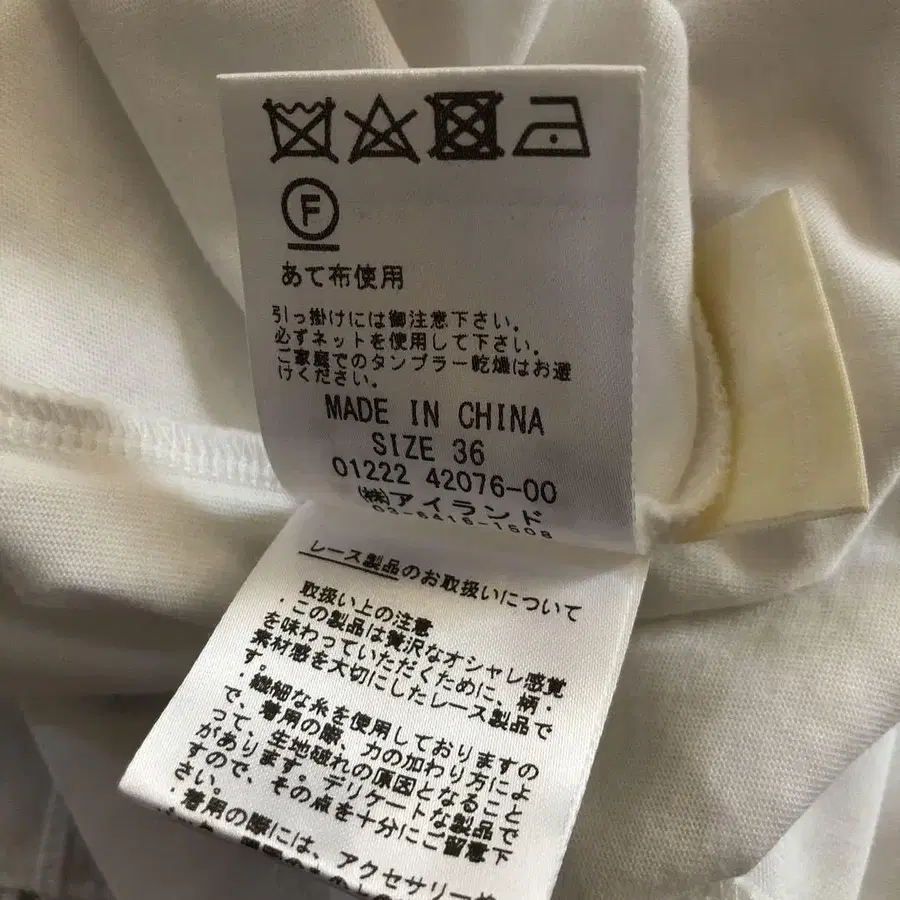 F
あて布使用
引っ掛けには御注意下さい。
必ずネットを使用して下さい。
ご家庭でのタンブラー乾燥はお避
けください。
MADE IN CHINA
SIZE 36
01222 42076-00
㈱アイランド
03-6416-1508
レース製品のお取扱いについて
取扱い上の注意
・この製品は贅沢なオシャレ感覚
を味わっていただくために、柄・
素材感を大切にしたレース製品で
す。
・繊細な糸を使用しておりますの
で、着用の際、力の加わり方によ
って、生地破れの原因となること
があります。デリケートな製品で
すので、その点を十分にご留意下
さい。
・着用の際には、アクセサリーや